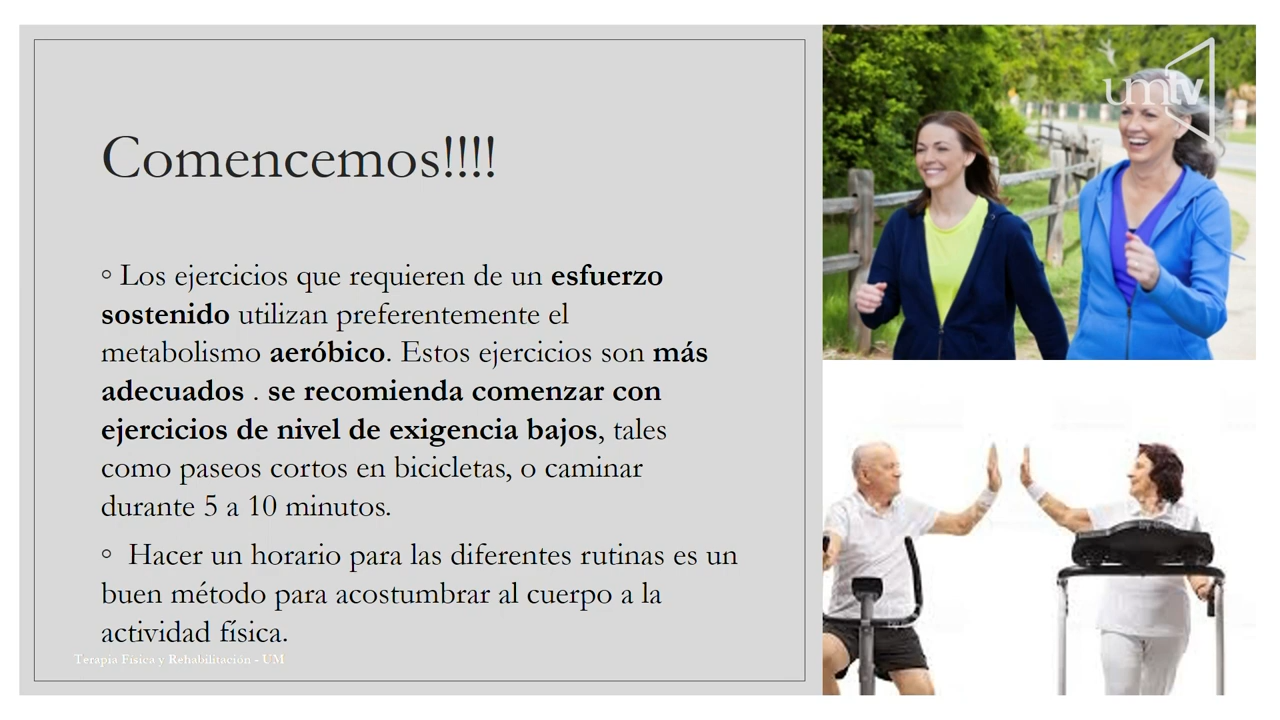 umtv
Comencemos!!!!
◦ Los ejercicios que requieren de un esfuerzo
sostenido utilizan preferentemente el
metabolismo aeróbico. Estos ejercicios son más
adecuados . se recomienda comenzar con
ejercicios de nivel de exigencia bajos, tales
como paseos cortos en bicicletas, o caminar
durante 5 a 10 minutos.
◦ Hacer un horario para las diferentes rutinas es un
buen método para acostumbrar al cuerpo a la
actividad física.
Terapia Física y Rehabilitación - UM